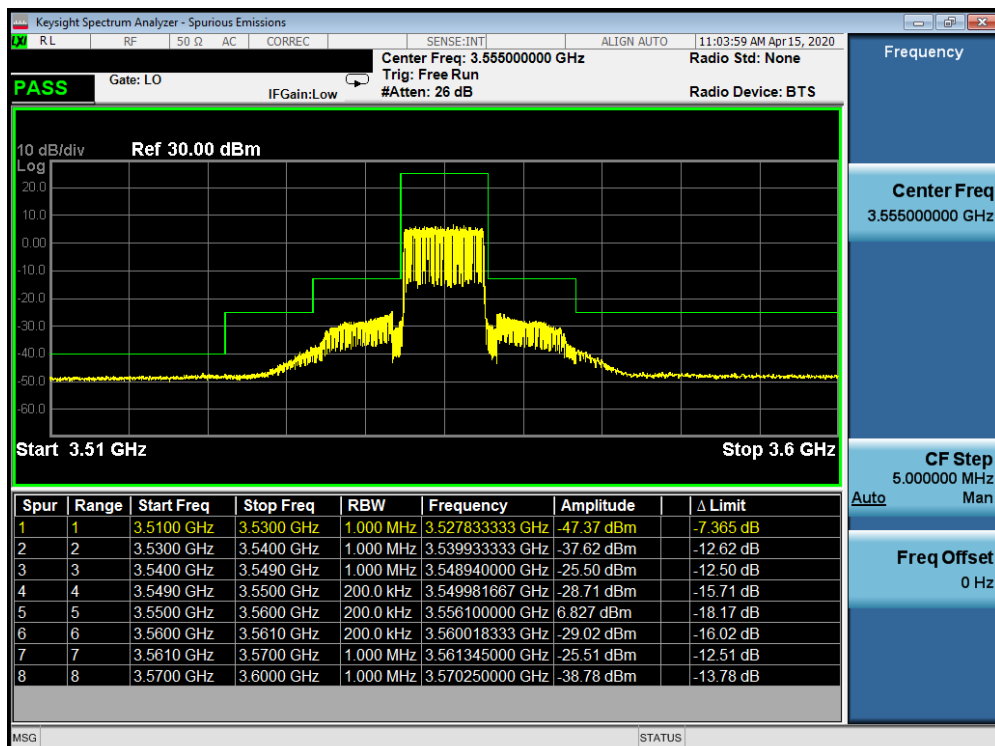 Keysight Spectrum Analyzer - Spurious Emissions
LXI RL RF 50 Ω AC CORREC SENSE:INT ALIGN AUTO 11:03:59 AM Apr 15, 2020
Center Freq: 3.555000000 GHz Radio Std: None
PASS Gate: LO Trig: Free Run
IFGain:Low #Atten: 26 dB Radio Device: BTS
10 dB/div Ref 30.00 dBm
Log
20.0
10.0
0.00
-10.0
-20.0
-30.0
-40.0
-50.0
-60.0
Start 3.51 GHz Stop 3.6 GHz
Spur Range Start Freq Stop Freq RBW Frequency Amplitude Δ Limit
1 1 3.5100 GHz 3.5300 GHz 1.000 MHz 3.527833333 GHz -47.37 dBm -7.365 dB
2 2 3.5300 GHz 3.5400 GHz 1.000 MHz 3.539933333 GHz -37.62 dBm -12.62 dB
3 3 3.5400 GHz 3.5490 GHz 1.000 MHz 3.548940000 GHz -25.50 dBm -12.50 dB
4 4 3.5490 GHz 3.5500 GHz 200.0 kHz 3.549981667 GHz -28.71 dBm -15.71 dB
5 5 3.5500 GHz 3.5600 GHz 200.0 kHz 3.556100000 GHz 6.827 dBm -18.17 dB
6 6 3.5600 GHz 3.5610 GHz 200.0 kHz 3.560018333 GHz -29.02 dBm -16.02 dB
7 7 3.5610 GHz 3.5700 GHz 1.000 MHz 3.561345000 GHz -25.51 dBm -12.51 dB
8 8 3.5700 GHz 3.6000 GHz 1.000 MHz 3.570250000 GHz -38.78 dBm -13.78 dB
MSG STATUS
Frequency
Center Freq
3.555000000 GHz
CF Step
5.000000 MHz
Auto Man
Freq Offset
0 Hz